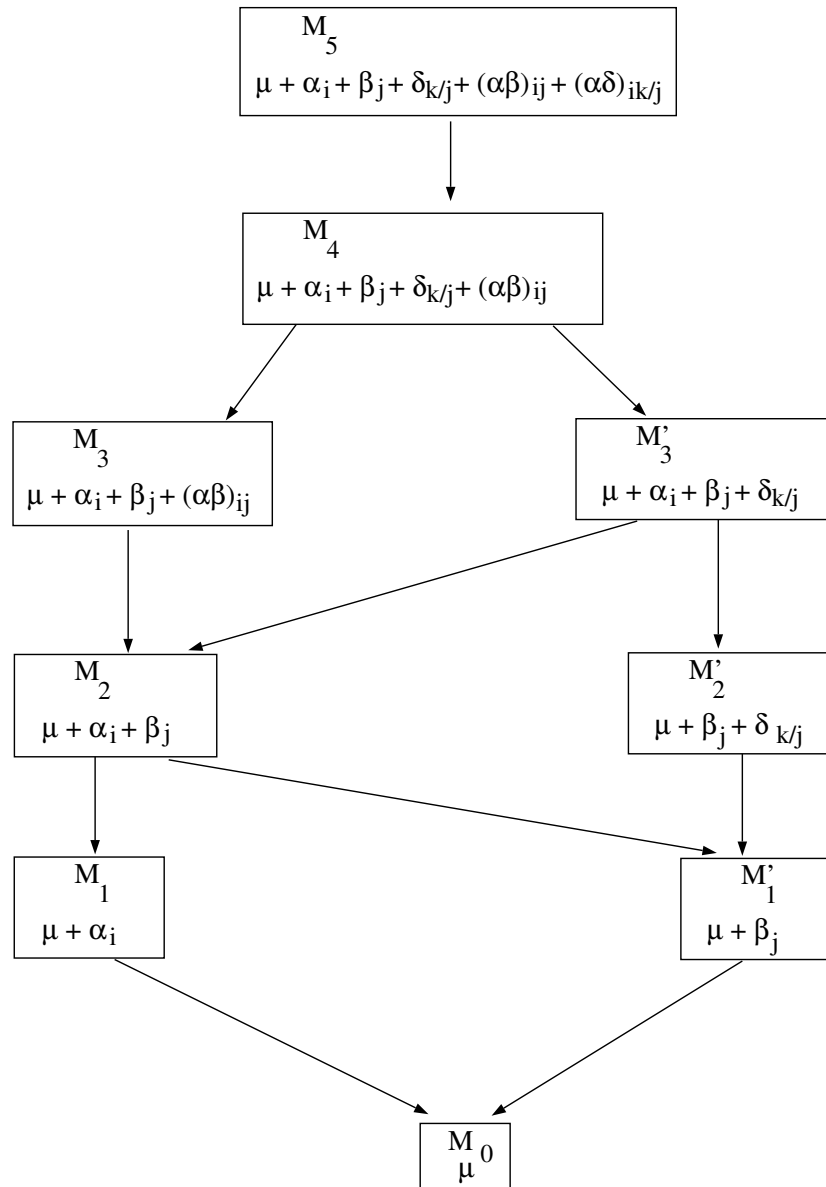 M₅
μ + αᵢ + βⱼ + δₖ/ⱼ + (αβ)ᵢⱼ + (αδ)ᵢₖ/ⱼ
M₄
μ + αᵢ + βⱼ + δₖ/ⱼ + (αβ)ᵢⱼ
M₃
μ + αᵢ + βⱼ + (αβ)ᵢⱼ
M'₃
μ + αᵢ + βⱼ + δₖ/ⱼ
M₂
μ + αᵢ + βⱼ
M'₂
μ + βⱼ + δₖ/ⱼ
M₁
μ + αᵢ
M'₁
μ + βⱼ
M₀
μ